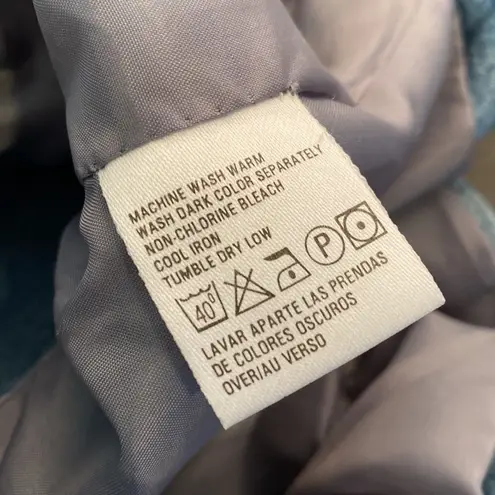 MACHINE WASH WARM
WASH DARK COLOR SEPARATELY
NON-CHLORINE BLEACH
COOL IRON
TUMBLE DRY LOW
40° P
LAVAR APARTE LAS PRENDAS
DE COLORES OSCUROS
OVER/AU VERSO